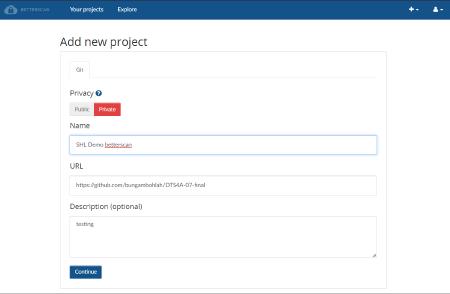 BETTERSCAN Your projects Explore
Add new project
Git
Privacy
Public Private
Name
SHL Demo betterscan
URL
https://github.com/bungambohlah/DTS4A-07-final
Description (optional)
testing
Continue